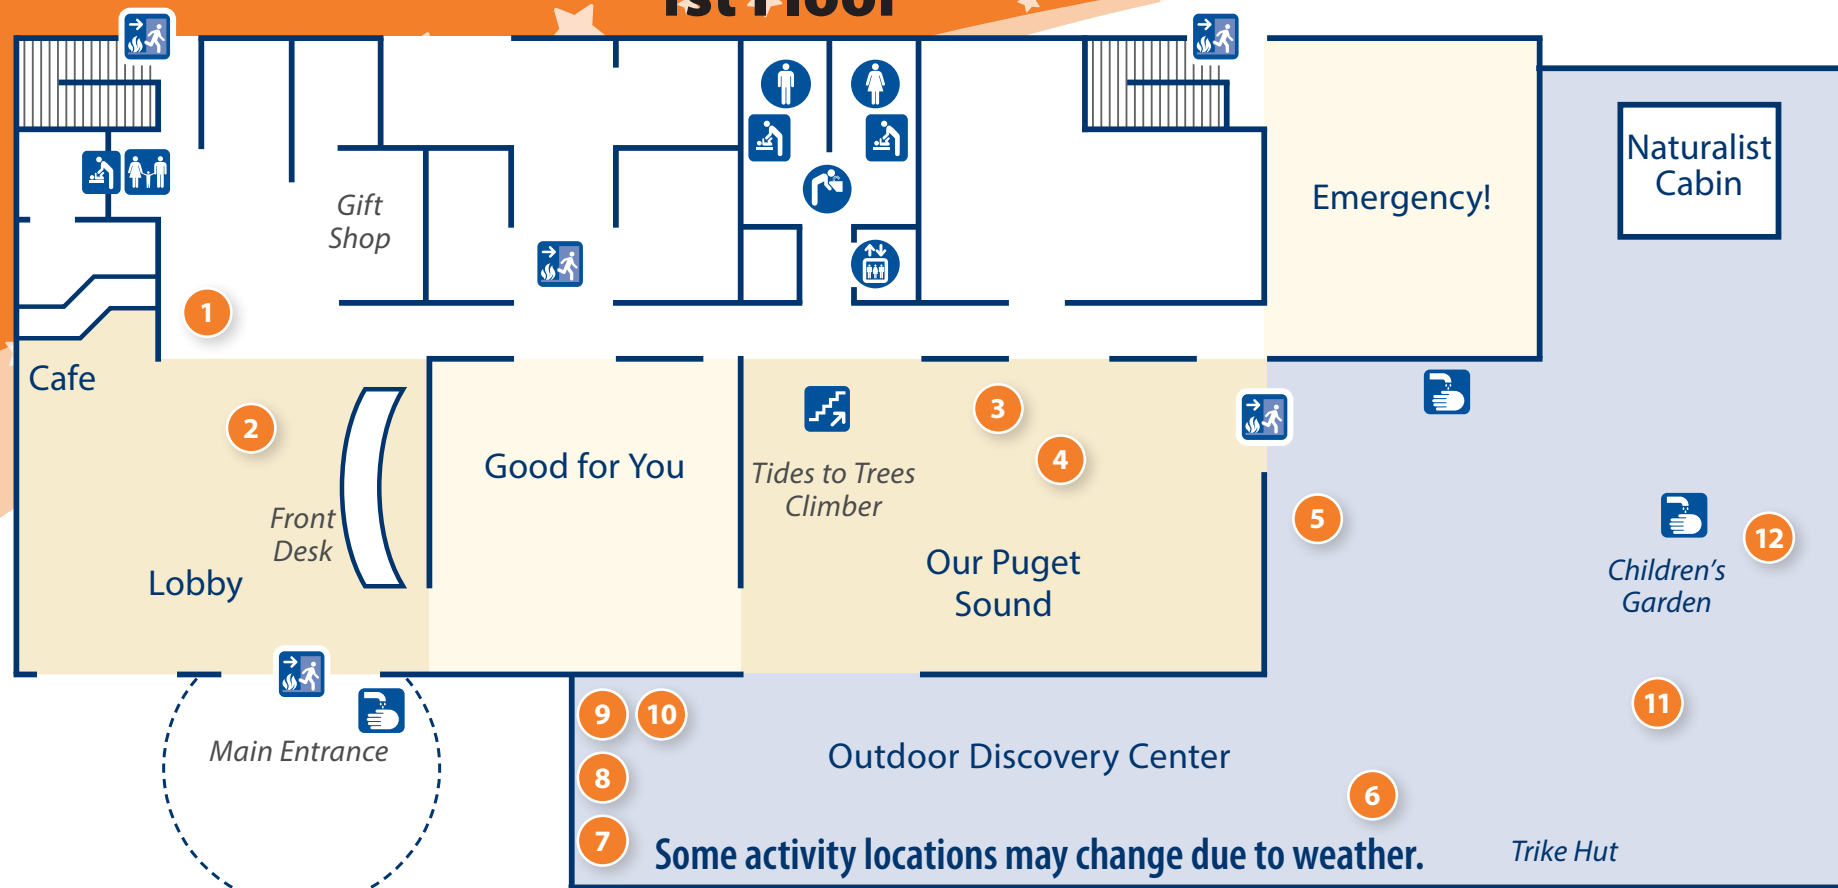 1st Floor
Naturalist
Cabin
Emergency!
Gift
Shop
1
Cafe
2
3
4
Good for You
Tides to Trees
Climber
Front
Desk
5
12
Our Puget
Sound
Children's
Garden
Lobby
11
9
10
Main Entrance
Outdoor Discovery Center
8
6
7
Some activity locations may change due to weather.
Trike Hut